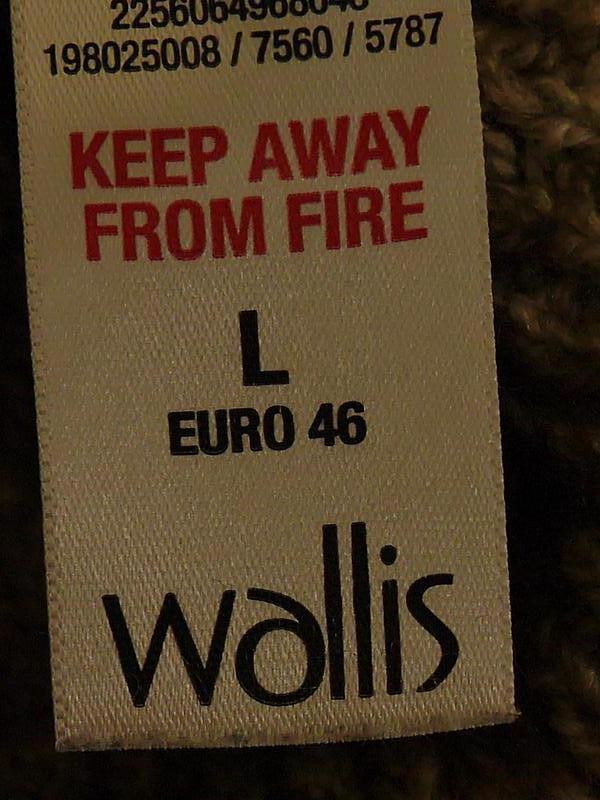 198025008 / 7560 / 5787
KEEP AWAY
FROM FIRE
L
EURO 46
wallis